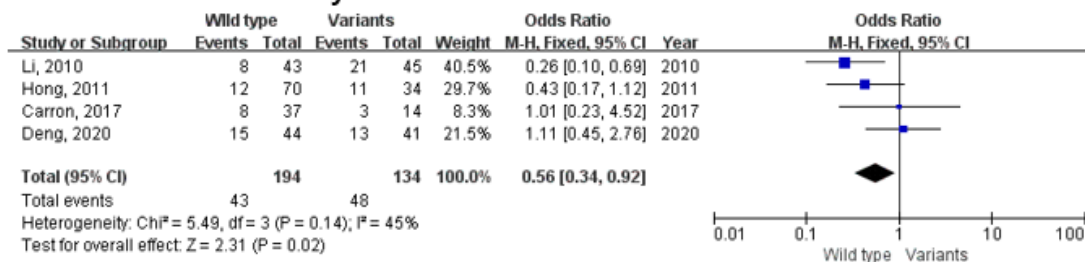 Wild type Variants Odds Ratio Odds Ratio
Study or Subgroup Events Total Events Total Weight M-H, Fixed, 95% CI Year M-H, Fixed, 95% CI
Li, 2010 8 43 21 45 40.5% 0.26 [0.10, 0.69] 2010
Hong, 2011 12 70 11 34 29.7% 0.43 [0.17, 1.12] 2011
Carron, 2017 8 37 3 14 8.3% 1.01 [0.23, 4.52] 2017
Deng, 2020 15 44 13 41 21.5% 1.11 [0.45, 2.76] 2020
Total (95% CI) 194 134 100.0% 0.56 [0.34, 0.92]
Total events 43 48
Heterogeneity: Chi² = 5.49, df = 3 (P = 0.14); I² = 45%
Test for overall effect: Z = 2.31 (P = 0.02)
0.01 0.1 1 10 100
Wild type Variants